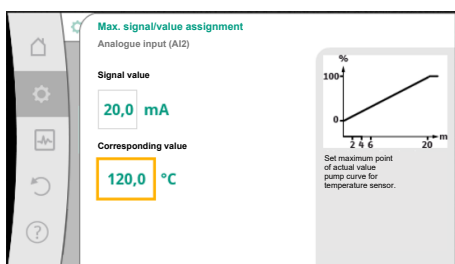 Max. signal/value assignment
Analogue input (AI2)
Signal value
20,0 mA
Corresponding value
120,0 °C
%
100
0
2 4 6 20 m
Set maximum point
of actual value
pump curve for
temperature sensor.
?